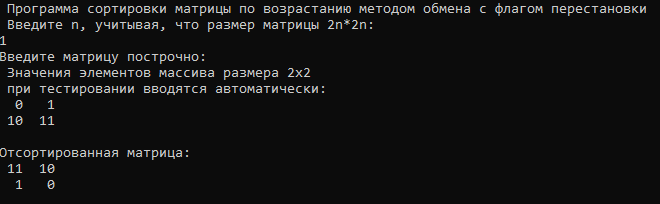 Программа сортировки матрицы по возрастанию методом обмена с флагом перестановки
Введите n, учитывая, что размер матрицы 2n*2n:
1
Введите матрицу построчно:
Значения элементов массива размера 2x2
при тестировании вводятся автоматически:
0 1
10 11
Отсортированная матрица:
11 10
1 0